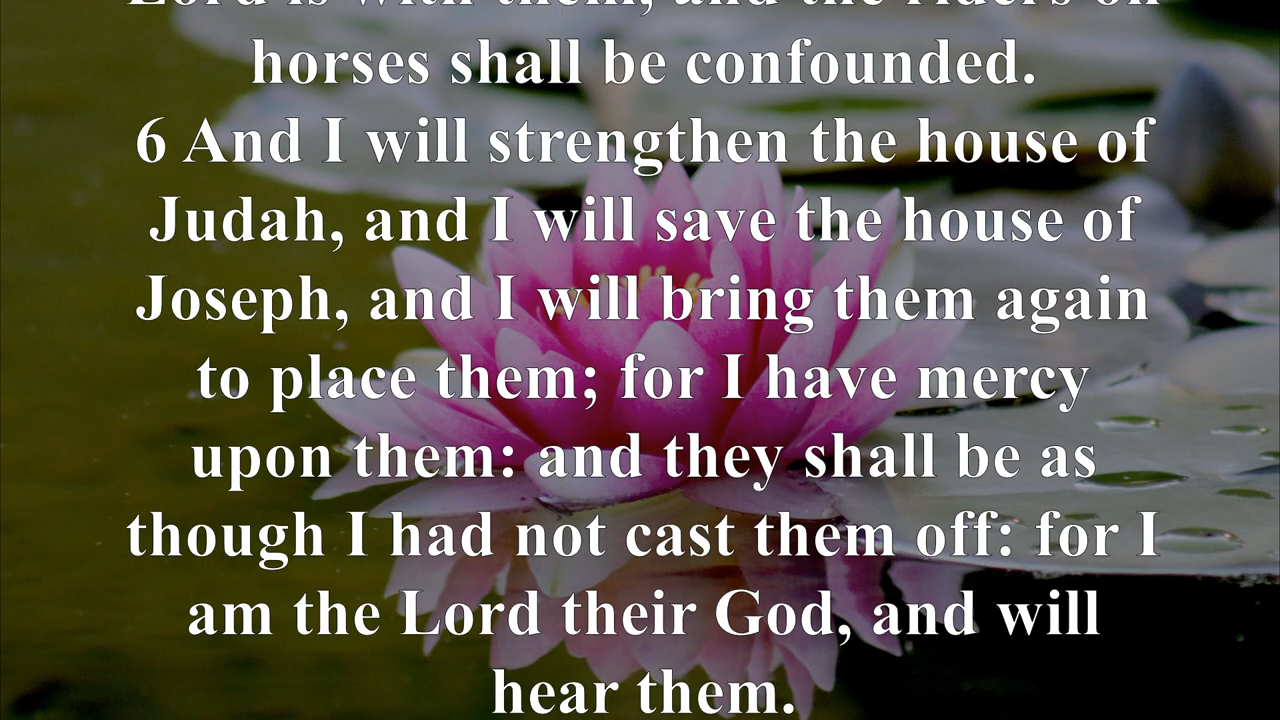 Lord is with them, and the riders on
horses shall be confounded.
6 And I will strengthen the house of
Judah, and I will save the house of
Joseph, and I will bring them again
to place them; for I have mercy
upon them: and they shall be as
though I had not cast them off: for I
am the Lord their God, and will
hear them.